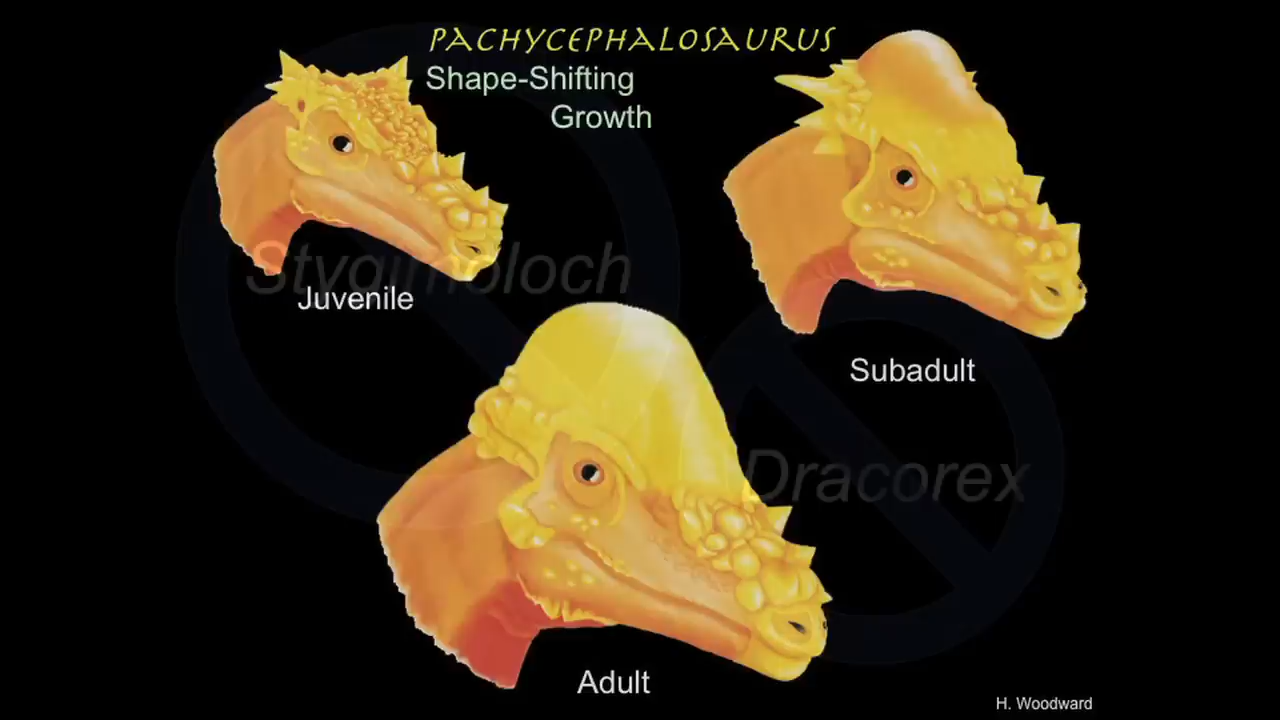 PACHYCEPHALOSAURUS
Shape-Shifting
Growth
Stygimoloch
Juvenile
Subadult
Dracorex
Adult
H. Woodward